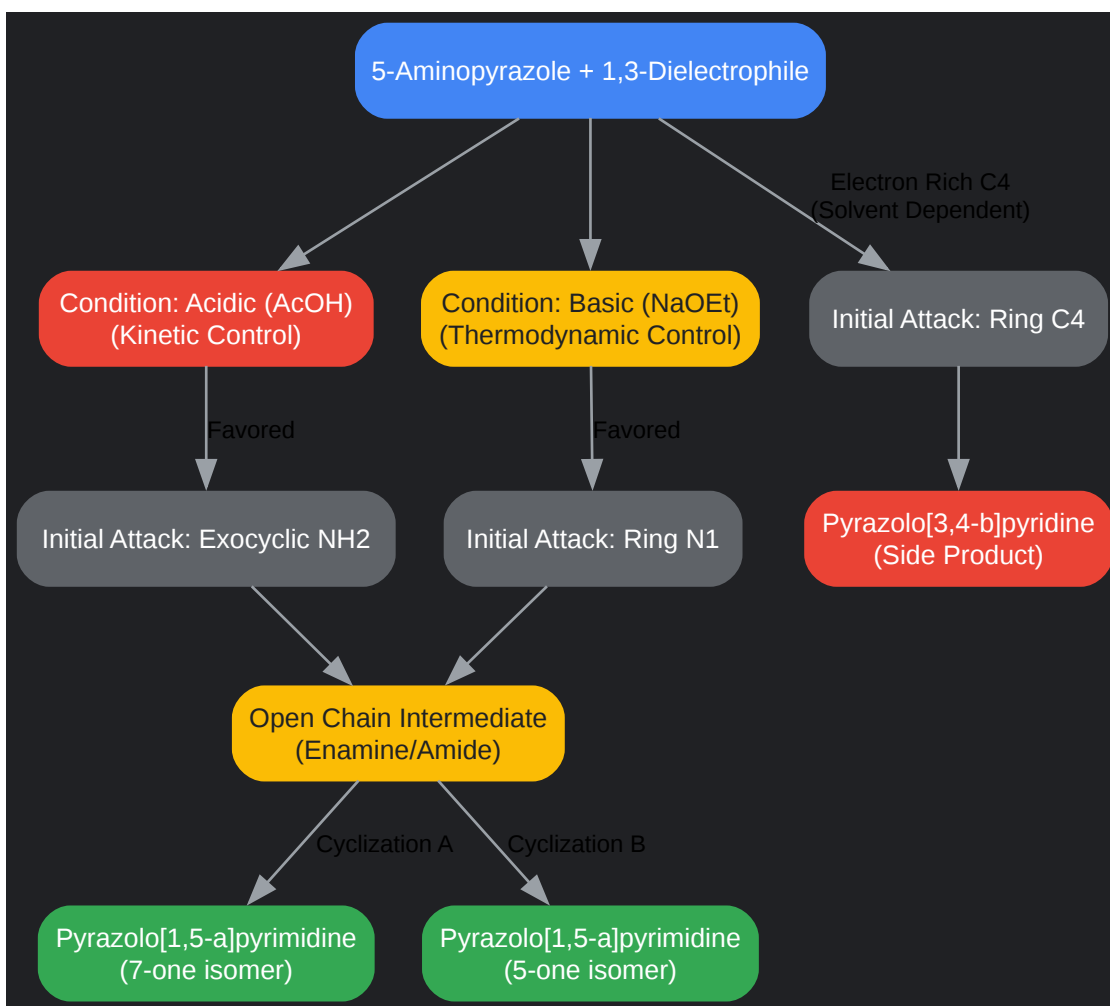 5-Aminopyrazole + 1,3-Dielectrophile
Electron Rich C4
(Solvent Dependent)
Condition: Acidic (AcOH)
(Kinetic Control)
Condition: Basic (NaOEt)
(Thermodynamic Control)
Initial Attack: Ring C4
Favored
Favored
Initial Attack: Exocyclic NH2
Initial Attack: Ring N1
Pyrazolo[3,4-b]pyridine
(Side Product)
Open Chain Intermediate
(Enamine/Amide)
Cyclization A
Cyclization B
Pyrazolo[1,5-a]pyrimidine
(7-one isomer)
Pyrazolo[1,5-a]pyrimidine
(5-one isomer)